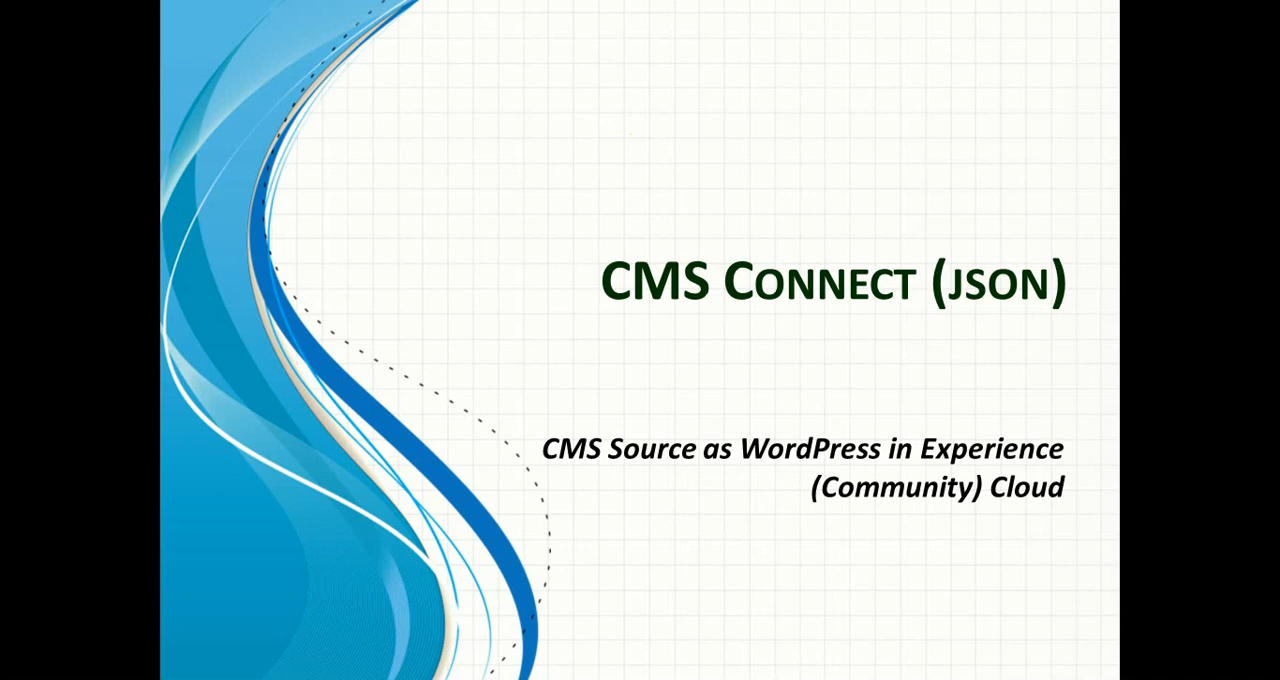 CMS CONNECT (JSON)
CMS Source as WordPress in Experience
(Community) Cloud